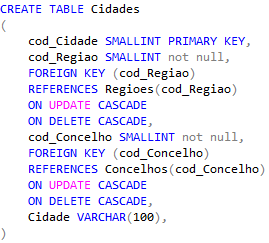 CREATE TABLE Cidades
(
cod_Cidade SMALLINT PRIMARY KEY,
cod_Regiao SMALLINT not null,
FOREIGN KEY (cod_Regiao)
REFERENCES Regioes(cod_Regiao)
ON UPDATE CASCADE
ON DELETE CASCADE,
cod_Concelho SMALLINT not null,
FOREIGN KEY (cod_Concelho)
REFERENCES Concelhos(cod_Concelho)
ON UPDATE CASCADE
ON DELETE CASCADE,
Cidade VARCHAR(100),
)